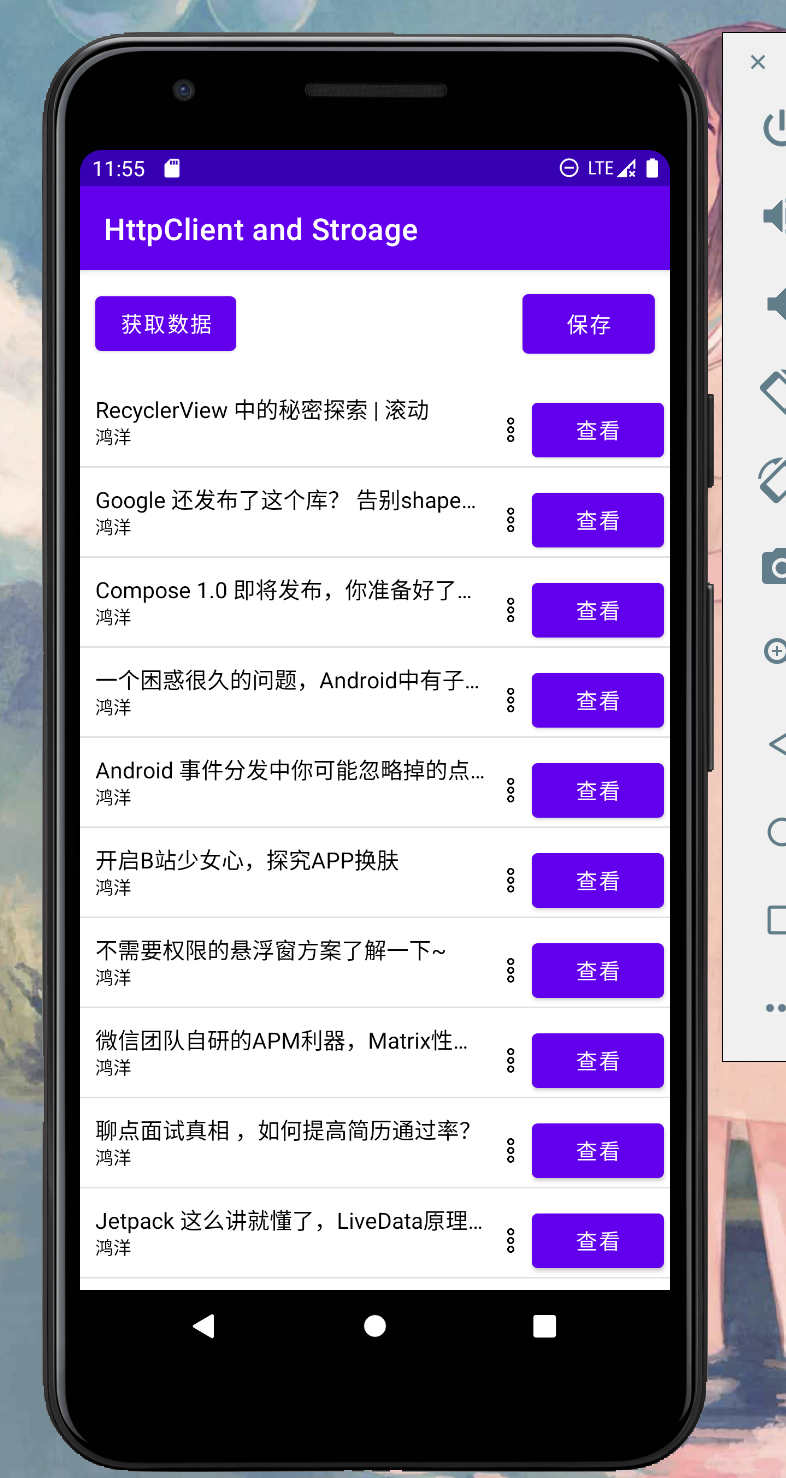 11:55
LTE
HttpClient and Stroage
获取数据
保存
RecyclerView 中的秘密探索 | 滚动
鸿洋
查看
Google 还发布了这个库？ 告别shape…
鸿洋
查看
Compose 1.0 即将发布，你准备好了…
鸿洋
查看
一个困惑很久的问题，Android中有子…
鸿洋
查看
Android 事件分发中你可能忽略掉的点…
鸿洋
查看
开启B站少女心，探究APP换肤
鸿洋
查看
不需要权限的悬浮窗方案了解一下~
鸿洋
查看
微信团队自研的APM利器，Matrix性…
鸿洋
查看
聊点面试真相 ，如何提高简历通过率？
鸿洋
查看
Jetpack 这么讲就懂了，LiveData原理…
鸿洋
查看